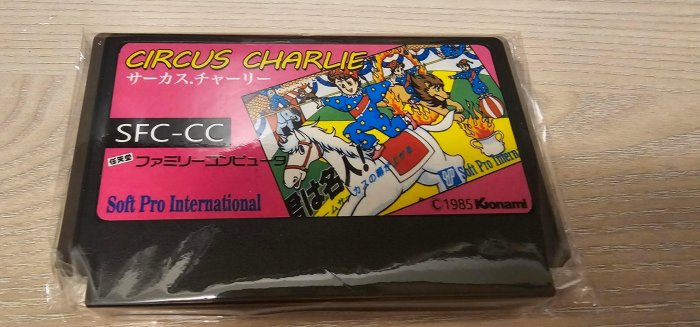 CIRCUS CHARLIE
サーカス.チャーリー
SFC-CC
任天堂 ファミリーコンピュータ
Soft Pro International
Soft Pro Intern
©1985 Konami